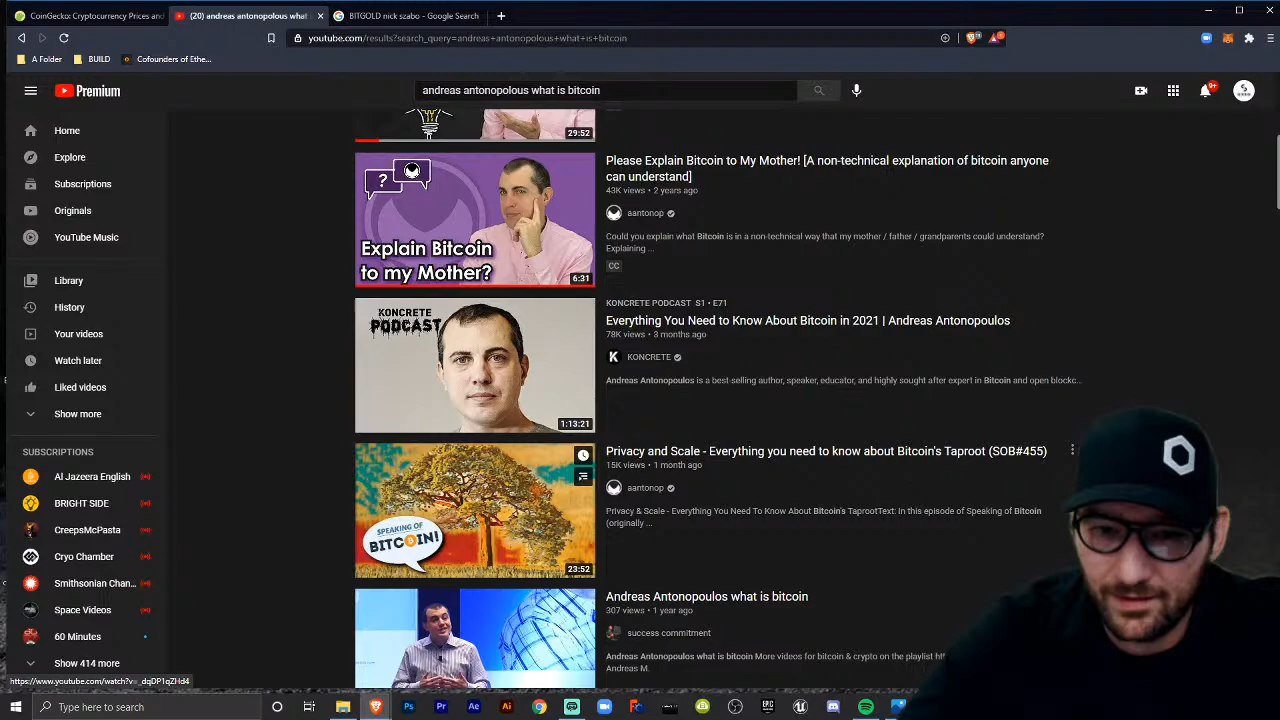 CoinGecko: Cryptocurrency Prices and
(20) andreas antonopolous what
BITGOLD nick szabo - Google Search
youtube.com/results?search_query=andreas+antonopolous+what+is+bitcoin
A Folder
BUILD
Cofounders of Ethe...
Premium
andreas antonopolous what is bitcoin
9+
Home
Explore
Subscriptions
Originals
YouTube Music
Library
History
Your videos
Watch later
Liked videos
Show more
SUBSCRIPTIONS
Al Jazeera English
BRIGHT SIDE
CreepsMcPasta
Cryo Chamber
Smithsonian Chan...
Space Videos
60 Minutes
Show 414 more
29:52
?
Explain Bitcoin
to my Mother?
6:31
Please Explain Bitcoin to My Mother! [A non-technical explanation of bitcoin anyone
can understand]
43K views • 2 years ago
aantonop
Could you explain what Bitcoin is in a non-technical way that my mother / father / grandparents could understand?
Explaining ...
CC
KONCRETE
PODCAST
1:13:21
KONCRETE PODCAST S1 • E71
Everything You Need to Know About Bitcoin in 2021 | Andreas Antonopoulos
78K views • 3 months ago
K KONCRETE
Andreas Antonopoulos is a best-selling author, speaker, educator, and highly sought after expert in Bitcoin and open blockc...
SPEAKING OF
BITCOIN!
23:52
Privacy and Scale - Everything you need to know about Bitcoin's Taproot (SOB#455)
15K views • 1 month ago
aantonop
Privacy & Scale - Everything You Need To Know About Bitcoin's TaprootText: In this episode of Speaking of Bitcoin
(originally ...
Andreas Antonopoulos what is bitcoin
307 views • 1 year ago
success commitment
Andreas Antonopoulos what is bitcoin More videos for bitcoin & crypto on the playlist
Andreas M.
Type here to search
Ps
Pr
Ae
Ai
EPIC